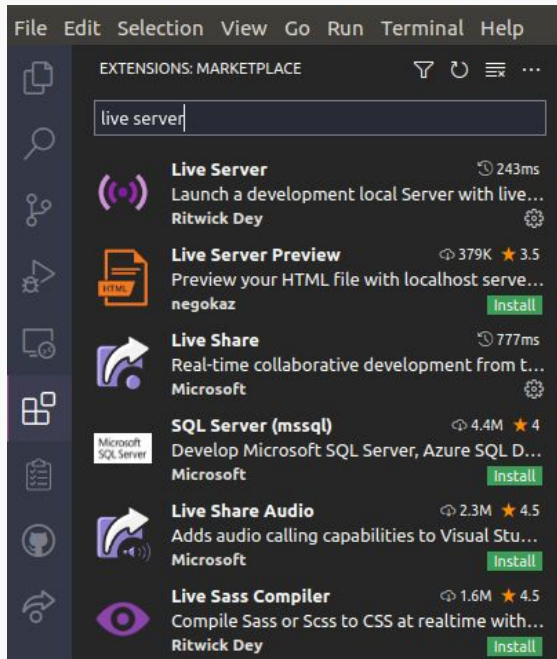 File Edit Selection View Go Run Terminal Help
EXTENSIONS: MARKETPLACE
live server
Live Server 243ms
Launch a development local Server with live...
Ritwick Dey
Live Server Preview 379K 3.5
Preview your HTML file with localhost serve...
negokaz Install
HTML
Live Share 777ms
Real-time collaborative development from t...
Microsoft
SQL Server (mssql) 4.4M 4
Develop Microsoft SQL Server, Azure SQL D...
Microsoft Install
Microsoft
SQL Server
Live Share Audio 2.3M 4.5
Adds audio calling capabilities to Visual Stu...
Microsoft Install
Live Sass Compiler 1.6M 4.5
Compile Sass or Scss to CSS at realtime with...
Ritwick Dey Install